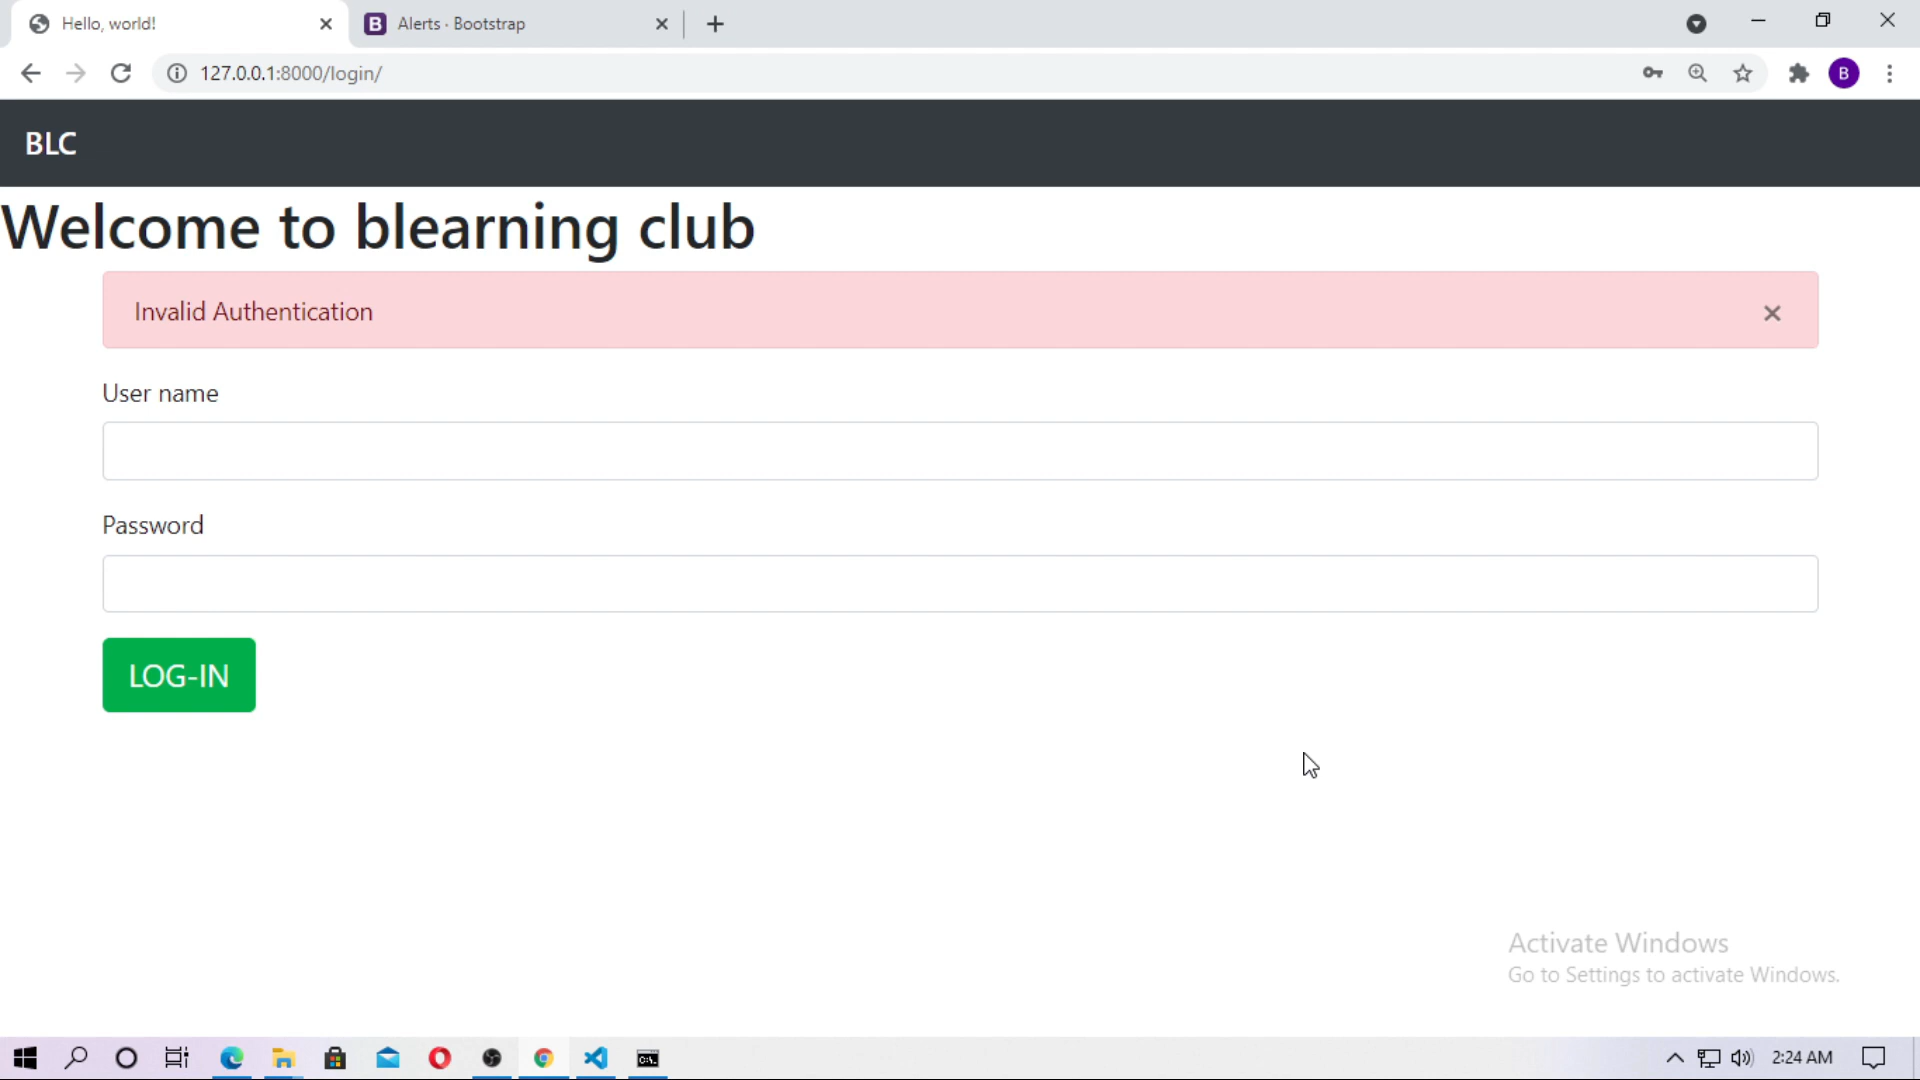 Hello, world!
Alerts · Bootstrap
127.0.0.1:8000/login/
B
BLC
Welcome to blearning club
Invalid Authentication
User name
Password
LOG-IN
Activate Windows
Go to Settings to activate Windows.
2:24 AM